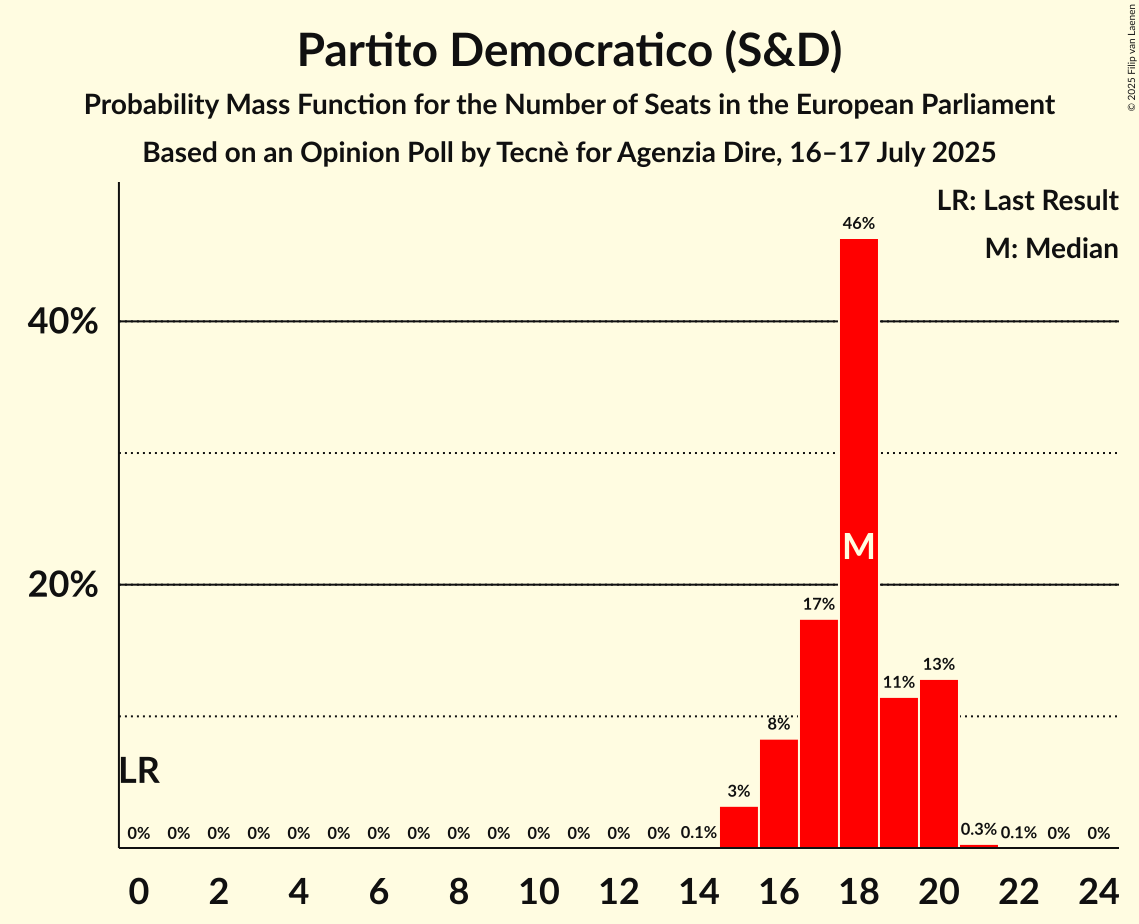 Partito Democratico (S&D)
Probability Mass Function for the Number of Seats in the European Parliament
Based on an Opinion Poll by Tecnè for Agenzia Dire, 16–17 July 2025
© 2025 Filip van Laenen
LR: Last Result
M: Median
40%
20%
LR
M
0% 0% 0% 0% 0% 0% 0% 0% 0% 0% 0% 0% 0% 0% 0.1% 3% 8% 17% 46% 11% 13% 0.3% 0.1% 0% 0%
0 2 4 6 8 10 12 14 16 18 20 22 24